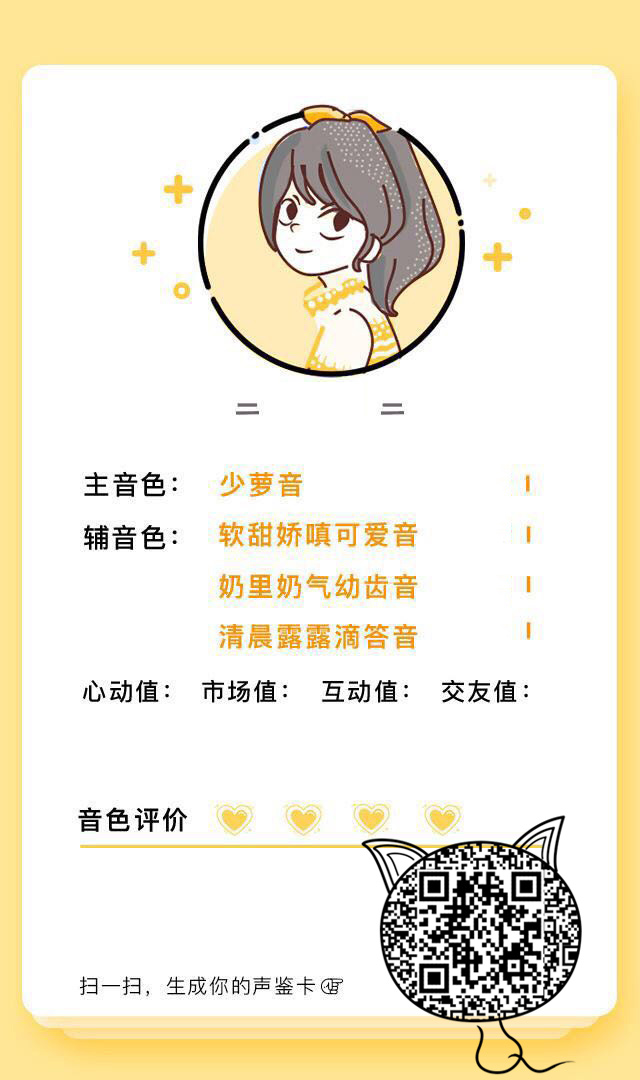 二 二
主音色： 少萝音 |
辅音色： 软甜娇嗔可爱音 |
奶里奶气幼齿音 |
清晨露露滴答音 |
心动值： 市场值： 互动值： 交友值：
音色评价
扫一扫，生成你的声鉴卡